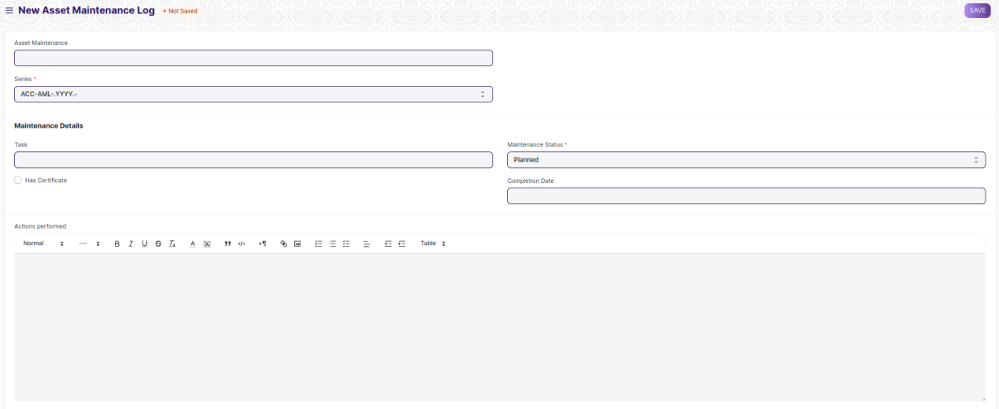 New Asset Maintenance Log • Not Saved SAVE
Asset Maintenance
Series *
ACC-AML-.YYYY.-
Maintenance Details
Task
Maintenance Status *
Planned
Has Certificate
Completion Date
Actions performed
Normal --- B I U S Tx A A Table